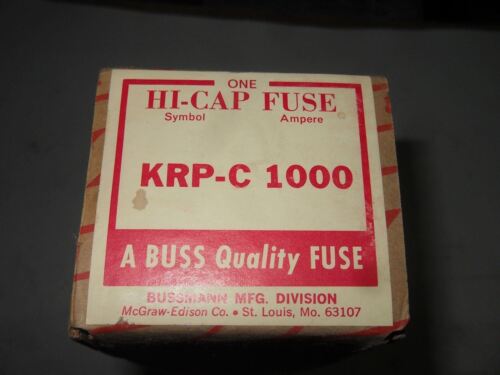 ONE
HI-CAP FUSE
Symbol Ampere
KRP-C 1000
A BUSS Quality FUSE
BUSSMANN MFG. DIVISION
McGraw-Edison Co. • St. Louis, Mo. 63107